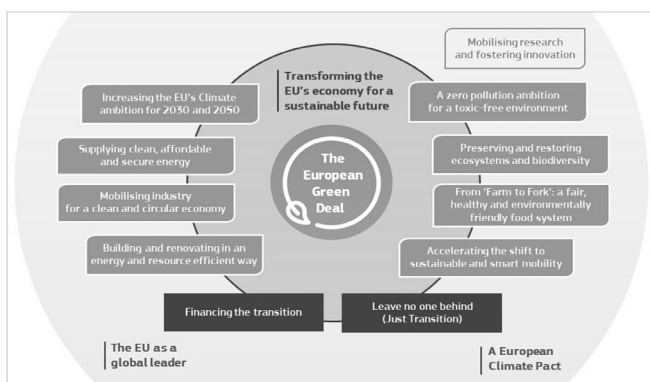 Mobilising research
and fostering innovation
Transforming the
EU's economy for a
sustainable future
Increasing the EU's Climate
ambition for 2030 and 2050
A zero pollution ambition
for a toxic-free environment
Supplying clean, affordable
and secure energy
Preserving and restoring
ecosystems and biodiversity
The
European
Green
Deal
Mobilising industry
for a clean and circular economy
From 'Farm to Fork': a fair,
healthy and environmentally
friendly food system
Building and renovating in an
energy and resource efficient way
Accelerating the shift to
sustainable and smart mobility
Financing the transition
Leave no one behind
(Just Transition)
The EU as a
global leader
A European
Climate Pact